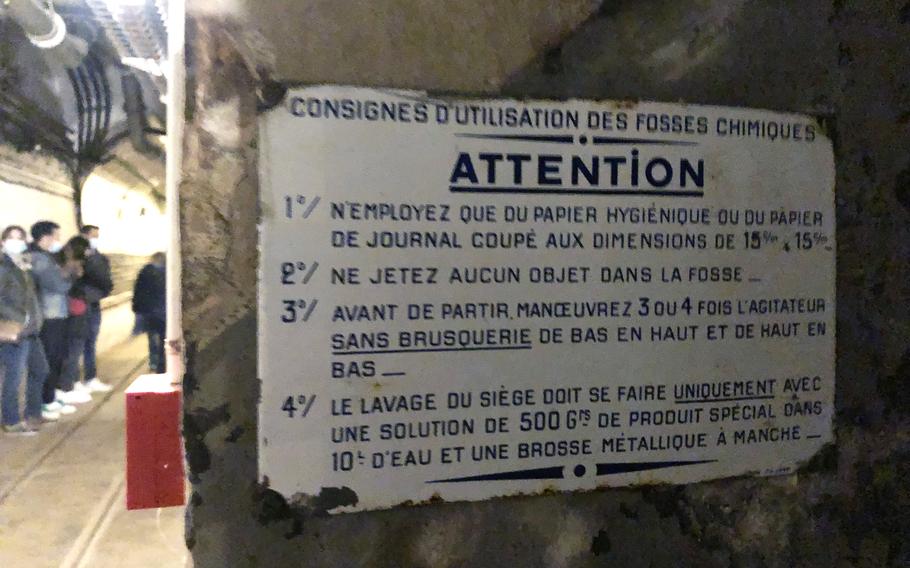 CONSIGNES D'UTILISATION DES FOSSES CHIMIQUES
ATTENTION
1°/ N'EMPLOYEZ QUE DU PAPIER HYGIÉNIQUE OU DU PAPIER
DE JOURNAL COUPÉ AUX DIMENSIONS DE 15c/m x 15c/m
2°/ NE JETEZ AUCUN OBJET DANS LA FOSSE _
3°/ AVANT DE PARTIR, MANŒUVREZ 3 OU 4 FOIS L'AGITATEUR
SANS BRUSQUERIE DE BAS EN HAUT ET DE HAUT EN
BAS _
4°/ LE LAVAGE DU SIÈGE DOIT SE FAIRE UNIQUEMENT AVEC
UNE SOLUTION DE 500 Grs DE PRODUIT SPÉCIAL DANS
10L D'EAU ET UNE BROSSE MÉTALLIQUE À MANCHE _